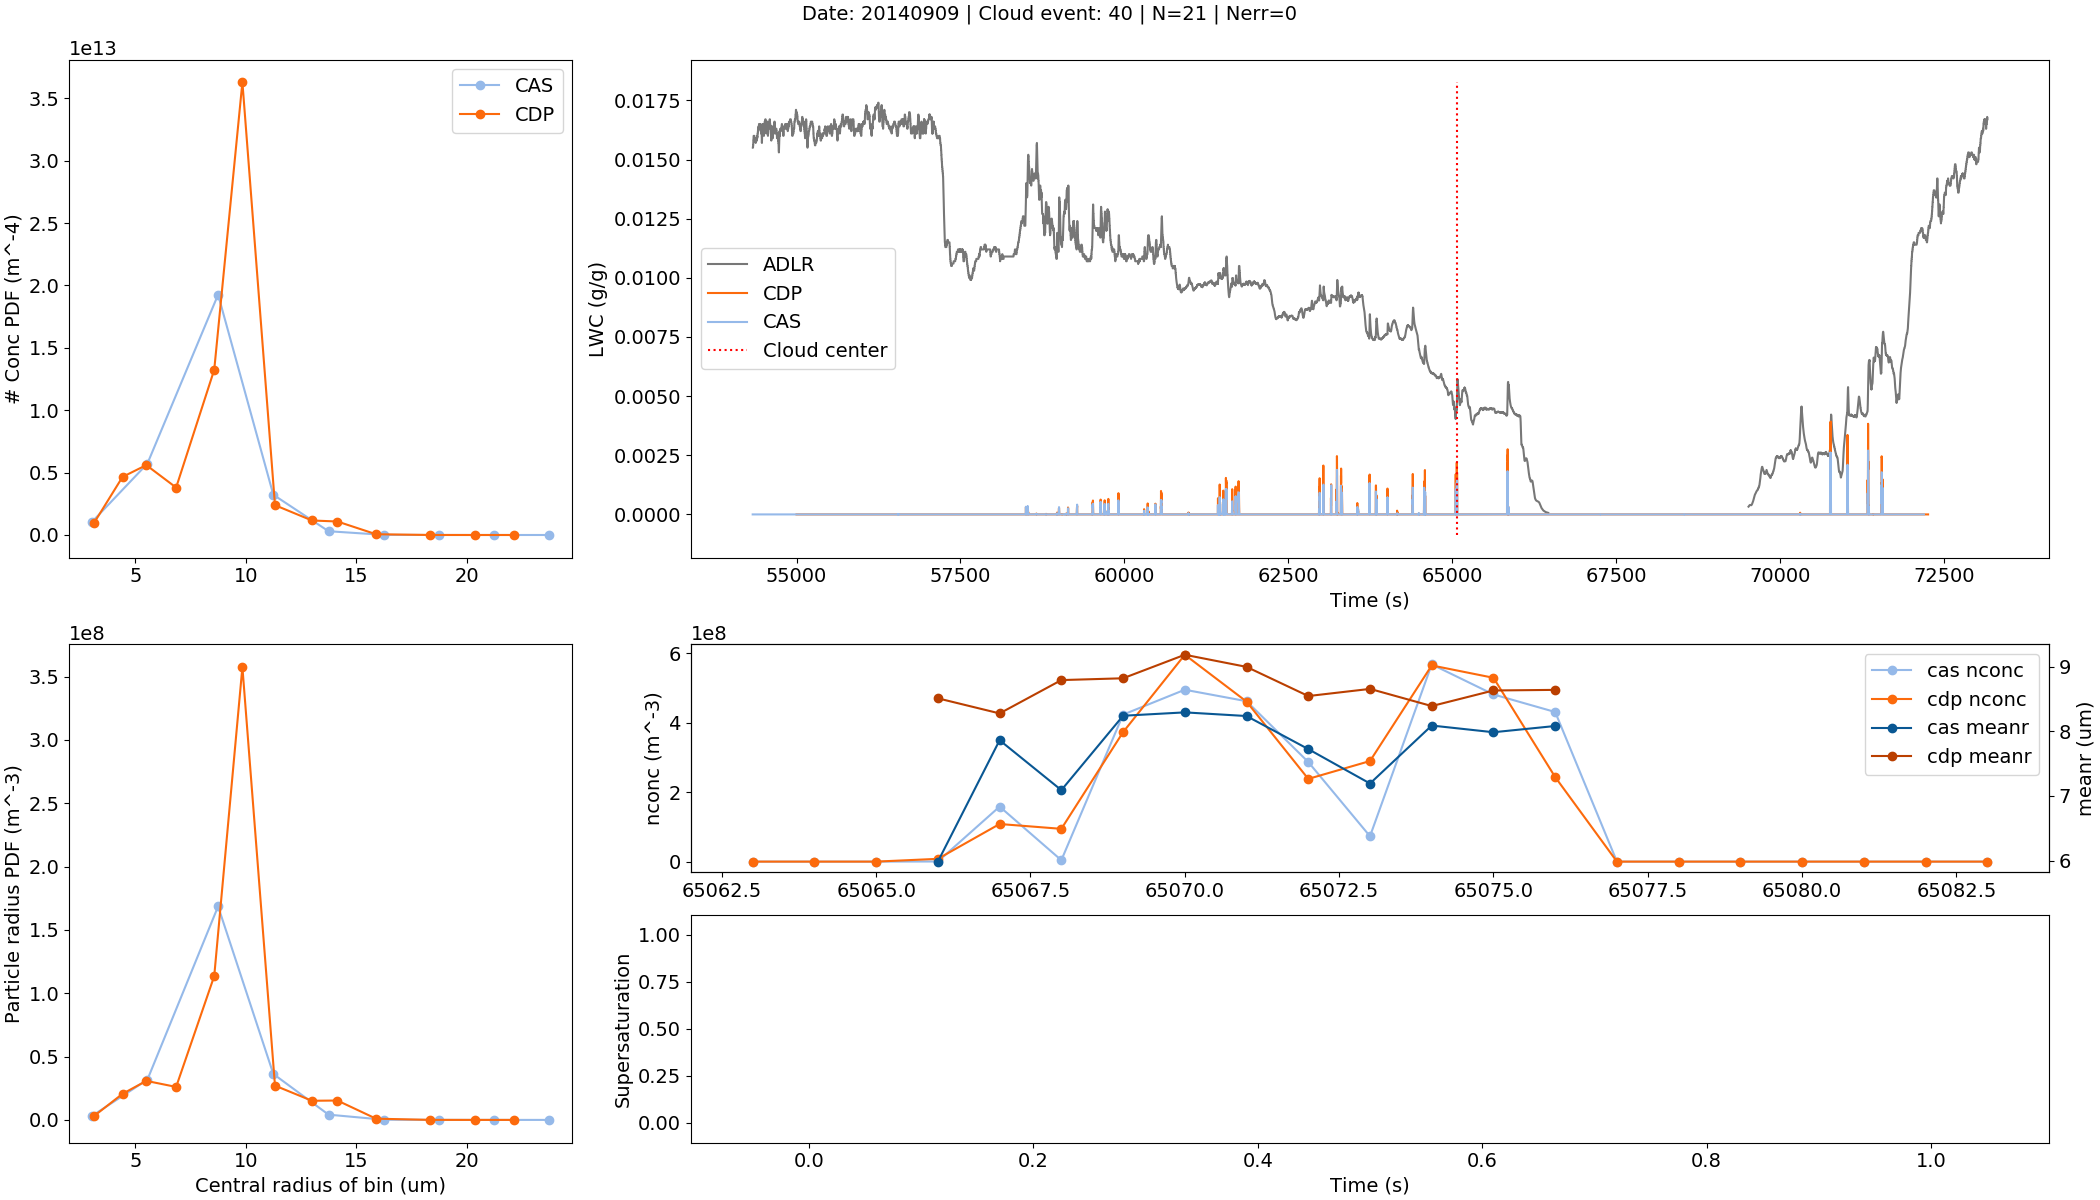 Date: 20140909 | Cloud event: 40 | N=21 | Nerr=0
1e13
# Conc PDF (m^-4)
3.5
3.0
2.5
2.0
1.5
1.0
0.5
0.0
5 10 15 20
CAS
CDP
LWC (g/g)
0.0175
0.0150
0.0125
0.0100
0.0075
0.0050
0.0025
0.0000
ADLR
CDP
CAS
Cloud center
55000 57500 60000 62500 65000 67500 70000 72500
Time (s)
1e8
Particle radius PDF (m^-3)
3.5
3.0
2.5
2.0
1.5
1.0
0.5
0.0
5 10 15 20
Central radius of bin (um)
1e8
nconc (m^-3)
6
4
2
0
cas nconc
cdp nconc
cas meanr
cdp meanr
9
8
7
6
meanr (um)
65062.5 65065.0 65067.5 65070.0 65072.5 65075.0 65077.5 65080.0 65082.5
Supersaturation
1.00
0.75
0.50
0.25
0.00
0.0 0.2 0.4 0.6 0.8 1.0
Time (s)